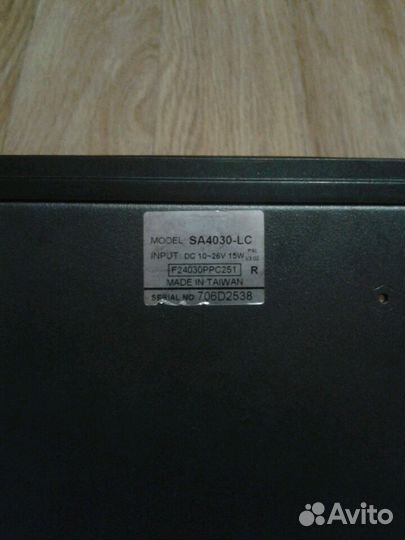 MODEL SA4030-LC
INPUT: DC 10~26V 15W
F24030PPC251 R
MADE IN TAIWAN
SERIAL NO 706D2538
Avito